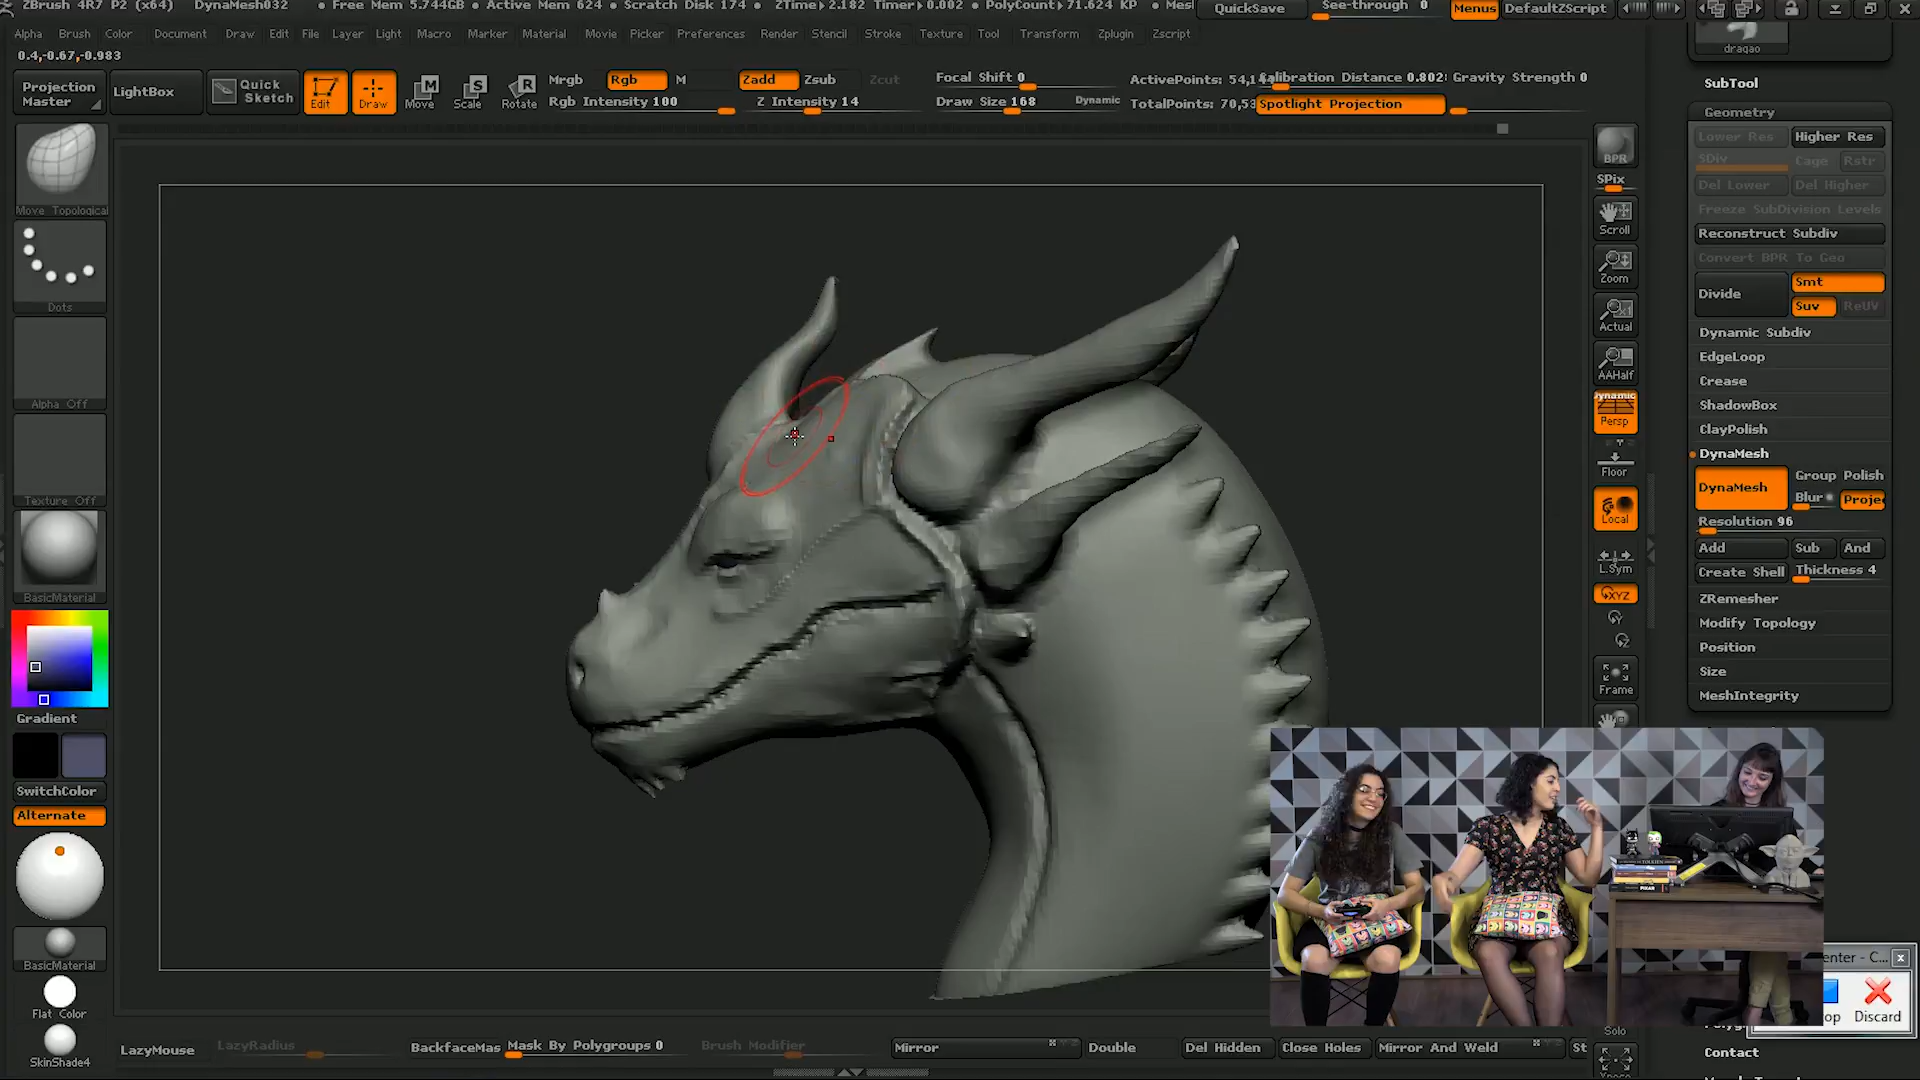 ZBrush 4R7 P2 (x64) DynaMesh032 • Free Mem 5.744GB • Active Mem 624 • Scratch Disk 174 • ZTime▸2.182 Timer▸0.002 • PolyCount▸71.624 KP • Mesl QuickSave See-through 0 Menus DefaultZScript
Alpha Brush Color Document Draw Edit File Layer Light Macro Marker Material Movie Picker Preferences Render Stencil Stroke Texture Tool Transform Zplugin Zscript
0.4,-0.67,-0.983
Projection Master
LightBox
Quick Sketch
Edit
Draw
Move
Scale
Rotate
Mrgb Rgb M
Rgb Intensity 100
Zadd Zsub Zcut
Z Intensity 14
Focal Shift 0
Draw Size 168 Dynamic
ActivePoints: 54,1
TotalPoints: 70,53
Calibration Distance 0.802 Gravity Strength 0
Spotlight Projection
Move Topological
Dots
Alpha Off
Texture Off
BasicMaterial
Gradient
SwitchColor
Alternate
BasicMaterial
Flat Color
SkinShade4
BPR
SPix
Scroll
Zoom
Actual
AAHalf
Dynamic
Persp
Floor
Local
L.Sym
XYZ
Frame
Solo
Xpose
dragao
SubTool
Geometry
Lower Res Higher Res
SDiv Cage Rstr
Del Lower Del Higher
Freeze SubDivision Levels
Reconstruct Subdiv
Convert BPR To Geo
Divide Smt
Suv ReUV
Dynamic Subdiv
EdgeLoop
Crease
ShadowBox
ClayPolish
DynaMesh
DynaMesh Group Polish
Blur Proje
Resolution 96
Add Sub And
Create Shell Thickness 4
ZRemesher
Modify Topology
Position
Size
MeshIntegrity
enter - C...
op Discard
Contact
LazyMouse LazyRadius BackfaceMas Mask By Polygroups 0 Brush Modifier Mirror Double Del Hidden Close Holes Mirror And Weld St